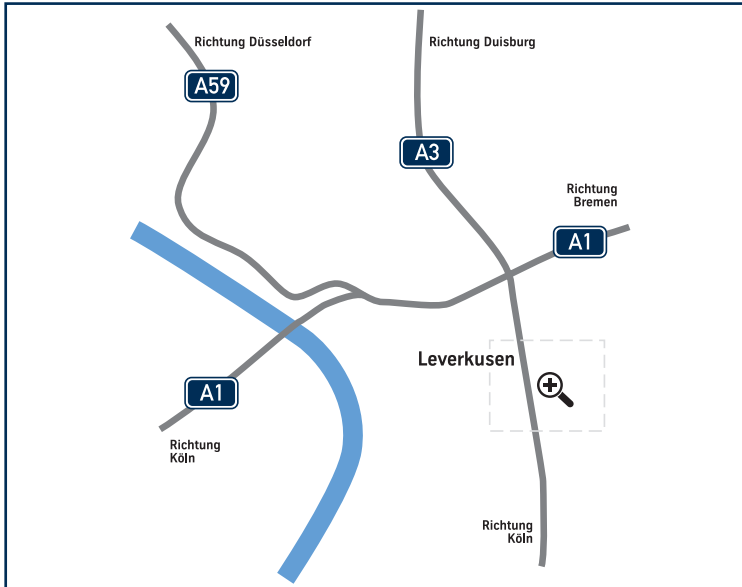 Richtung Düsseldorf
Richtung Duisburg
A59
A3
Richtung
Bremen
A1
Leverkusen
A1
Richtung
Köln
Richtung
Köln